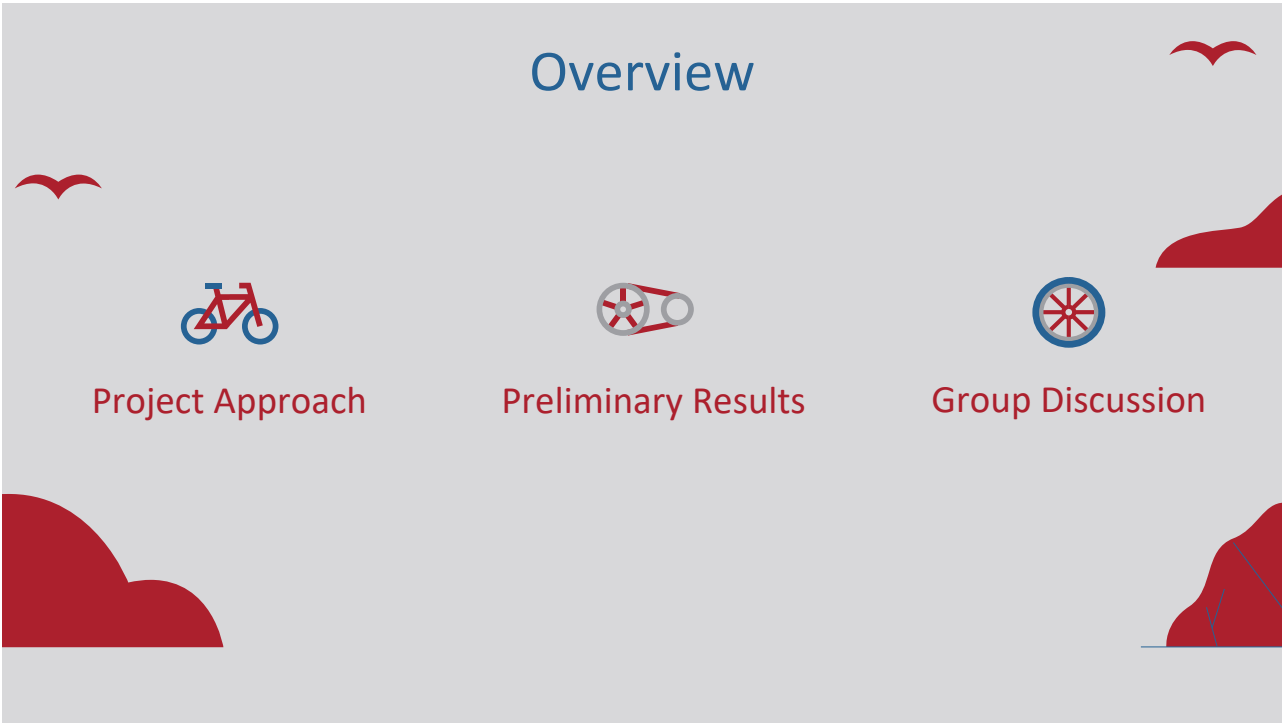 Overview
Project Approach
Preliminary Results
Group Discussion